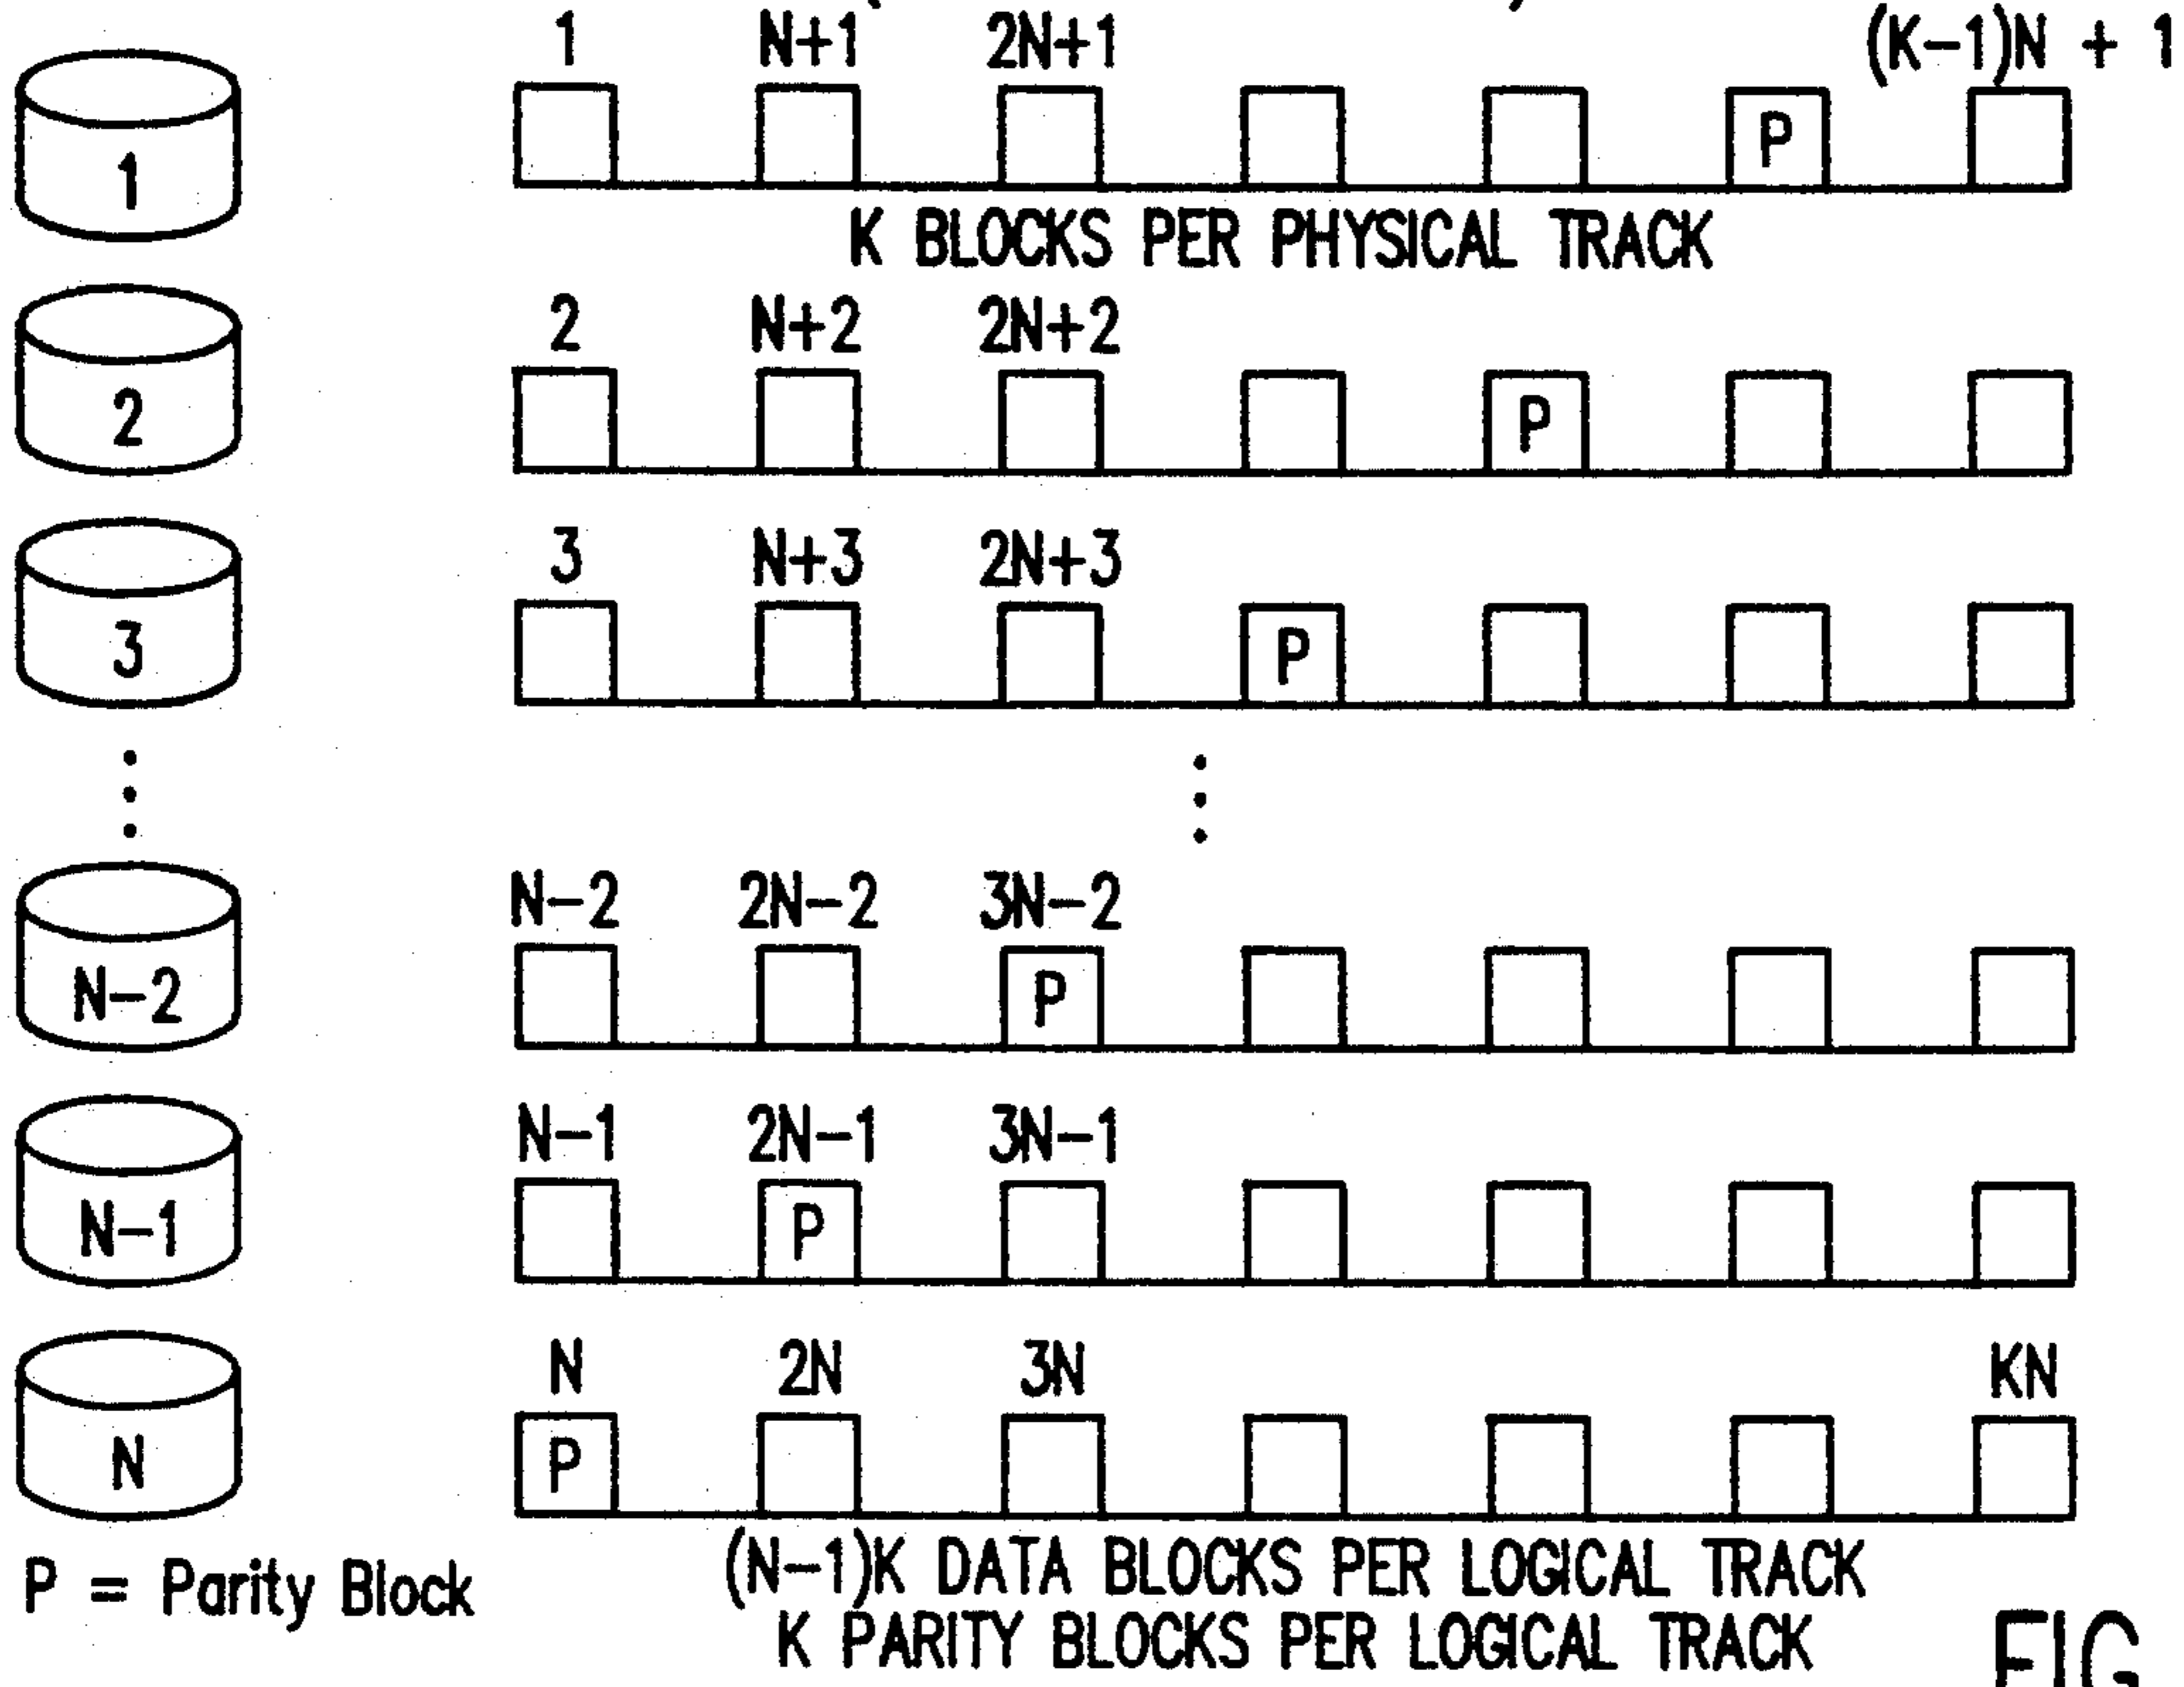 1 N+1 2N+1 (K-1)N + 1
1 P
K BLOCKS PER PHYSICAL TRACK
2 N+2 2N+2
2 P
3 N+3 2N+3
3 P
N-2 2N-2 3N-2
N-2 P
N-1 2N-1 3N-1
N-1 P
N 2N 3N KN
N P
P = Parity Block
(N-1)K DATA BLOCKS PER LOGICAL TRACK
K PARITY BLOCKS PER LOGICAL TRACK
FIG